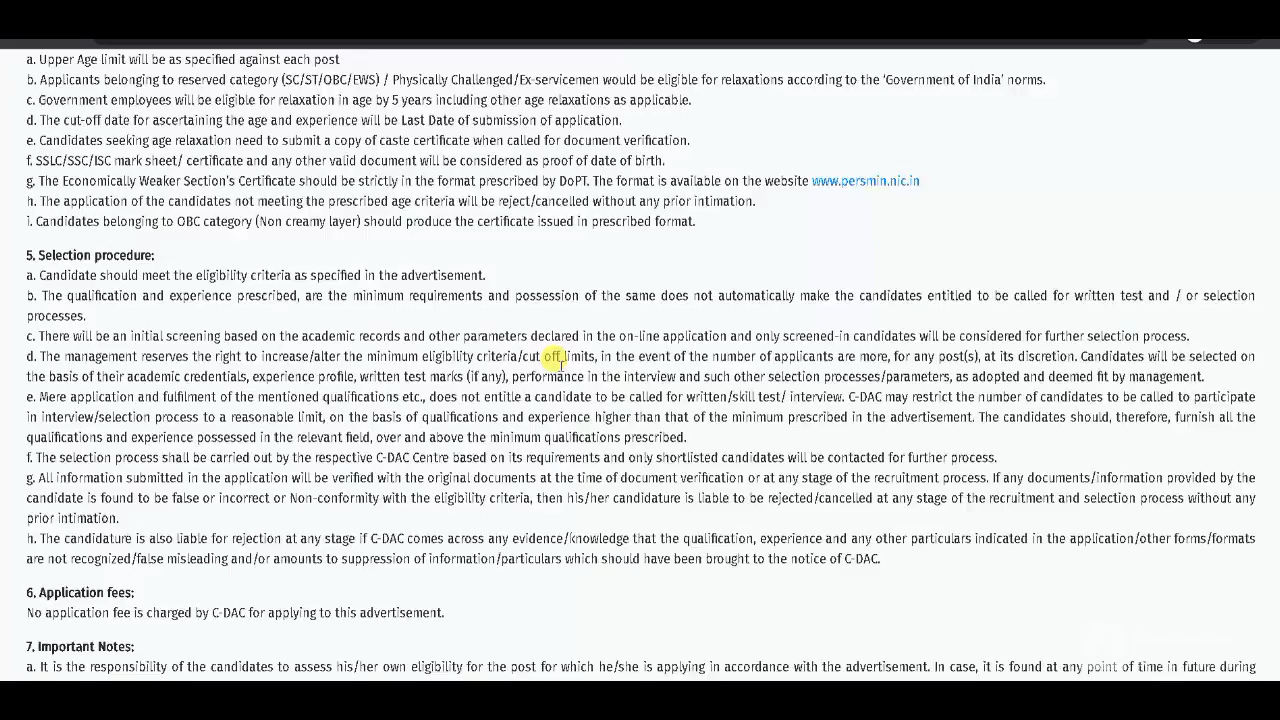 a. Upper Age limit will be as specified against each post
b. Applicants belonging to reserved category (SC/ST/OBC/EWS) / Physically Challenged/Ex-servicemen would be eligible for relaxations according to the ‘Government of India’ norms.
c. Government employees will be eligible for relaxation in age by 5 years including other age relaxations as applicable.
d. The cut-off date for ascertaining the age and experience will be Last Date of submission of application.
e. Candidates seeking age relaxation need to submit a copy of caste certificate when called for document verification.
f. SSLC/SSC/ISC mark sheet/ certificate and any other valid document will be considered as proof of date of birth.
g. The Economically Weaker Section’s Certificate should be strictly in the format prescribed by DoPT. The format is available on the website www.persmin.nic.in
h. The application of the candidates not meeting the prescribed age criteria will be reject/cancelled without any prior intimation.
i. Candidates belonging to OBC category (Non creamy layer) should produce the certificate issued in prescribed format.
5. Selection procedure:
a. Candidate should meet the eligibility criteria as specified in the advertisement.
b. The qualification and experience prescribed, are the minimum requirements and possession of the same does not automatically make the candidates entitled to be called for written test and / or selection
processes.
c. There will be an initial screening based on the academic records and other parameters declared in the on-line application and only screened-in candidates will be considered for further selection process.
d. The management reserves the right to increase/alter the minimum eligibility criteria/cut off limits, in the event of the number of applicants are more, for any post(s), at its discretion. Candidates will be selected on
the basis of their academic credentials, experience profile, written test marks (if any), performance in the interview and such other selection processes/parameters, as adopted and deemed fit by management.
e. Mere application and fulfilment of the mentioned qualifications etc., does not entitle a candidate to be called for written/skill test/ interview. C-DAC may restrict the number of candidates to be called to participate
in interview/selection process to a reasonable limit, on the basis of qualifications and experience higher than that of the minimum prescribed in the advertisement. The candidates should, therefore, furnish all the
qualifications and experience possessed in the relevant field, over and above the minimum qualifications prescribed.
f. The selection process shall be carried out by the respective C-DAC Centre based on its requirements and only shortlisted candidates will be contacted for further process.
g. All information submitted in the application will be verified with the original documents at the time of document verification or at any stage of the recruitment process. If any documents/information provided by the
candidate is found to be false or incorrect or Non-conformity with the eligibility criteria, then his/her candidature is liable to be rejected/cancelled at any stage of the recruitment and selection process without any
prior intimation.
h. The candidature is also liable for rejection at any stage if C-DAC comes across any evidence/knowledge that the qualification, experience and any other particulars indicated in the application/other forms/formats
are not recognized/false misleading and/or amounts to suppression of information/particulars which should have been brought to the notice of C-DAC.
6. Application fees:
No application fee is charged by C-DAC for applying to this advertisement.
7. Important Notes:
a. It is the responsibility of the candidates to assess his/her own eligibility for the post for which he/she is applying in accordance with the advertisement. In case, it is found at any point of time in future during